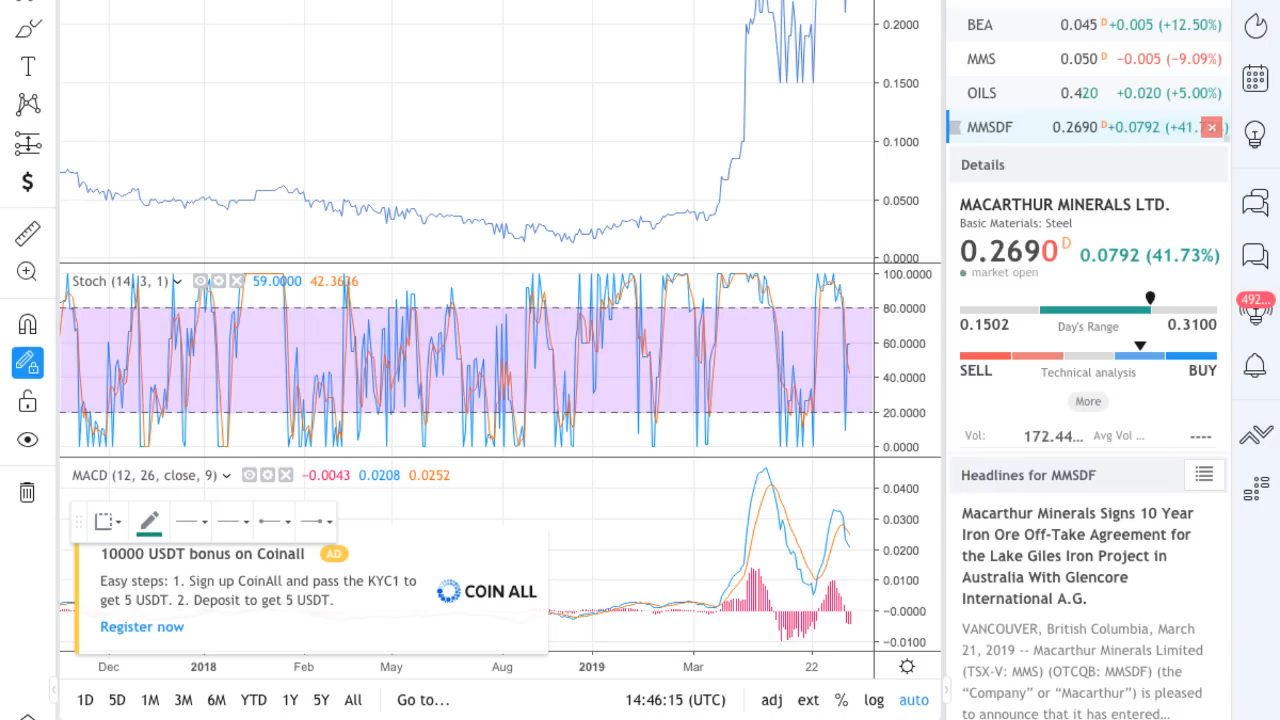 0.2000
0.1500
0.1000
0.0500
0.0000
Stoch (14, 3, 1) 59.0000 42.3636
100.0000
80.0000
60.0000
40.0000
20.0000
0.0000
MACD (12, 26, close, 9) −0.0043 0.0208 0.0252
0.0400
0.0300
0.0200
0.0100
−0.0000
−0.0100
10000 USDT bonus on Coinall AD
Easy steps: 1. Sign up CoinAll and pass the KYC1 to
get 5 USDT. 2. Deposit to get 5 USDT.
Register now
COIN ALL
Dec 2018 Feb May Aug 2019 Mar 22
1D 5D 1M 3M 6M YTD 1Y 5Y All Go to... 14:46:15 (UTC) adj ext % log auto
BEA 0.045 D +0.005 (+12.50%)
MMS 0.050 D −0.005 (−9.09%)
OILS 0.420 +0.020 (+5.00%)
MMSDF 0.2690 D +0.0792
Details
MACARTHUR MINERALS LTD.
Basic Materials: Steel
0.2690 D 0.0792 (41.73%)
market open
0.1502 Day's Range 0.3100
SELL Technical analysis BUY
More
Vol: 172.44... Avg Vol ... ----
Headlines for MMSDF
Macarthur Minerals Signs 10 Year
Iron Ore Off-Take Agreement for
the Lake Giles Iron Project in
Australia With Glencore
International A.G.
VANCOUVER, British Columbia, March
21, 2019 -- Macarthur Minerals Limited
(TSX-V: MMS) (OTCQB: MMSDF) (the
“Company” or “Macarthur”) is pleased
to announce that it has entered...
492...